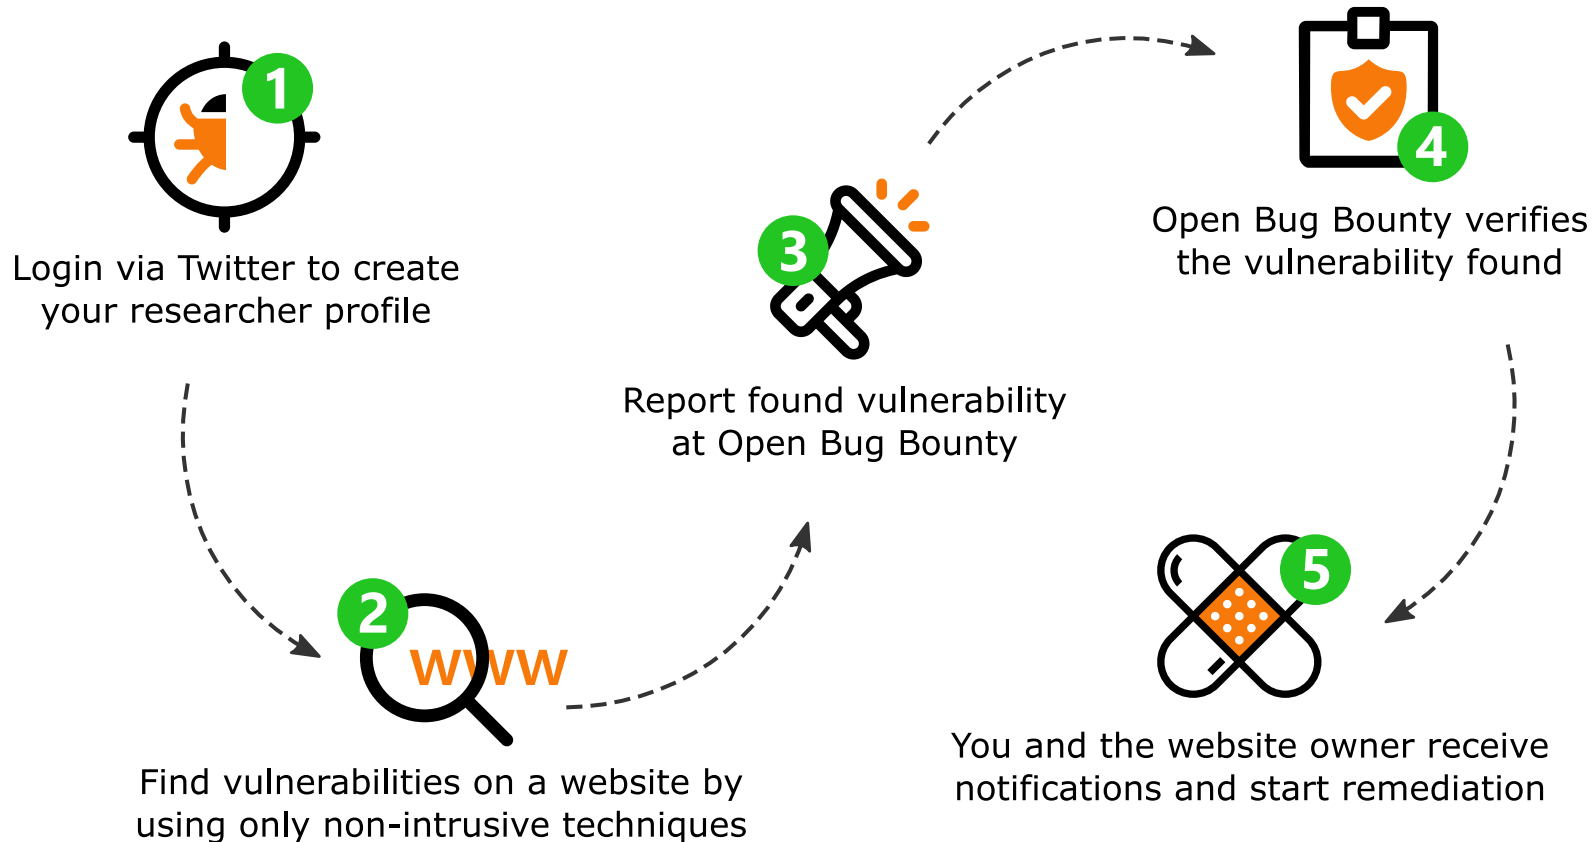 1
Login via Twitter to create
your researcher profile
2
WWW
Find vulnerabilities on a website by
using only non-intrusive techniques
3
Report found vulnerability
at Open Bug Bounty
4
Open Bug Bounty verifies
the vulnerability found
5
You and the website owner receive
notifications and start remediation